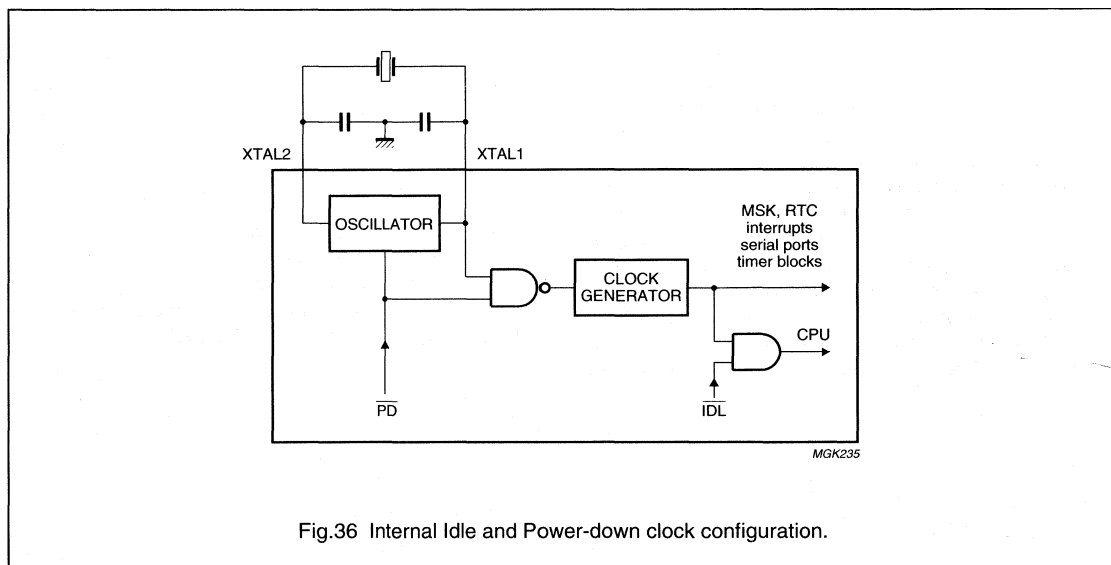 XTAL2
XTAL1
OSCILLATOR
MSK, RTC
interrupts
serial ports
timer blocks
CLOCK
GENERATOR
CPU
PD
IDL
MGK235
Fig.36 Internal Idle and Power-down clock configuration.